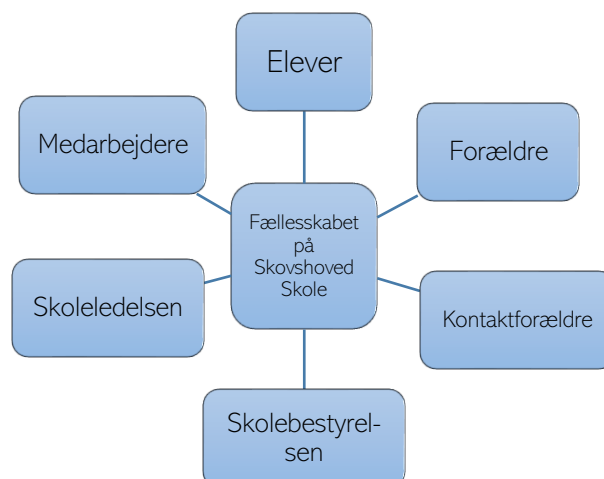 Elever
Medarbejdere
Forældre
Fællesskabet
på
Skovshoved
Skole
Skoleledelsen
Kontaktforældre
Skolebestyrel-
sen